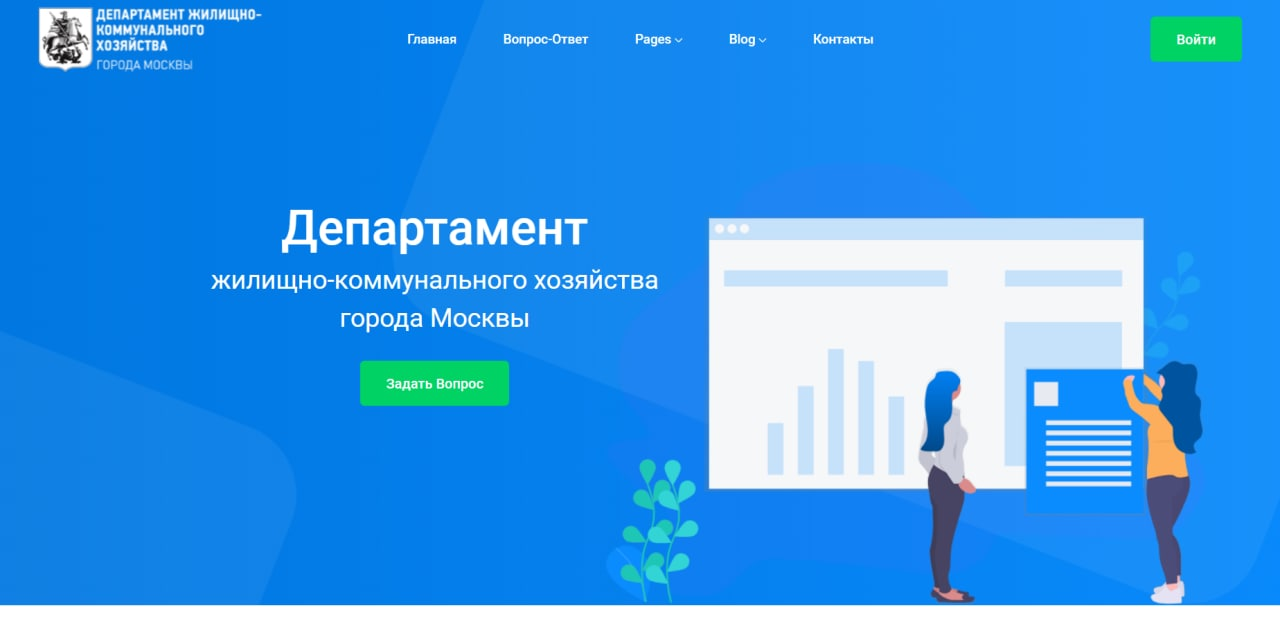 ДЕПАРТАМЕНТ ЖИЛИЩНО-
КОММУНАЛЬНОГО
ХОЗЯЙСТВА
ГОРОДА МОСКВЫ
Главная
Вопрос-Ответ
Pages
Blog
Контакты
Войти
Департамент
жилищно-коммунального хозяйства
города Москвы
Задать Вопрос